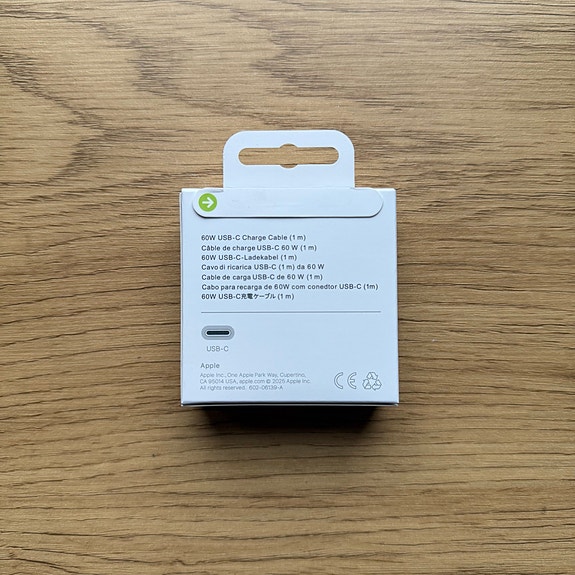 60W USB-C Charge Cable (1 m)
Câble de charge USB-C 60 W (1 m)
60W USB-C-Ladekabel (1 m)
Cavo di ricarica USB-C (1 m) da 60 W
Cable de carga USB-C de 60 W (1 m)
Cabo para recarga de 60W com conector USB-C (1m)
60W USB-C充電ケーブル (1 m)
USB-C
Apple
Apple Inc., One Apple Park Way, Cupertino,
CA 95014 USA, apple.com © 2025 Apple Inc.
All rights reserved. 602-06139-A
CE